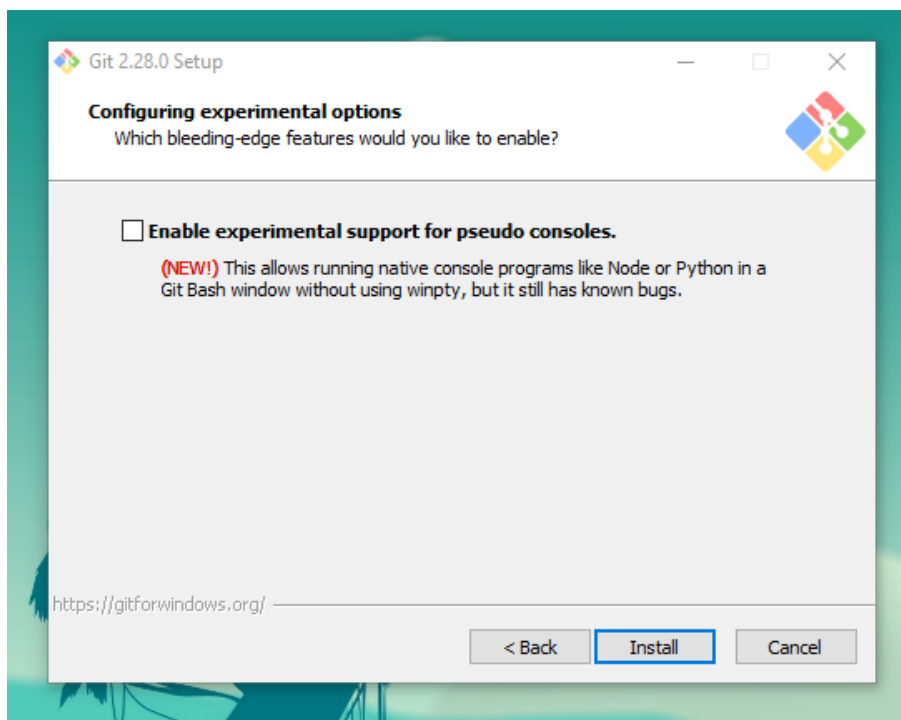 Git 2.28.0 Setup
Configuring experimental options
Which bleeding-edge features would you like to enable?
Enable experimental support for pseudo consoles.
(NEW!) This allows running native console programs like Node or Python in a
Git Bash window without using winpty, but it still has known bugs.
https://gitforwindows.org/
< Back Install Cancel